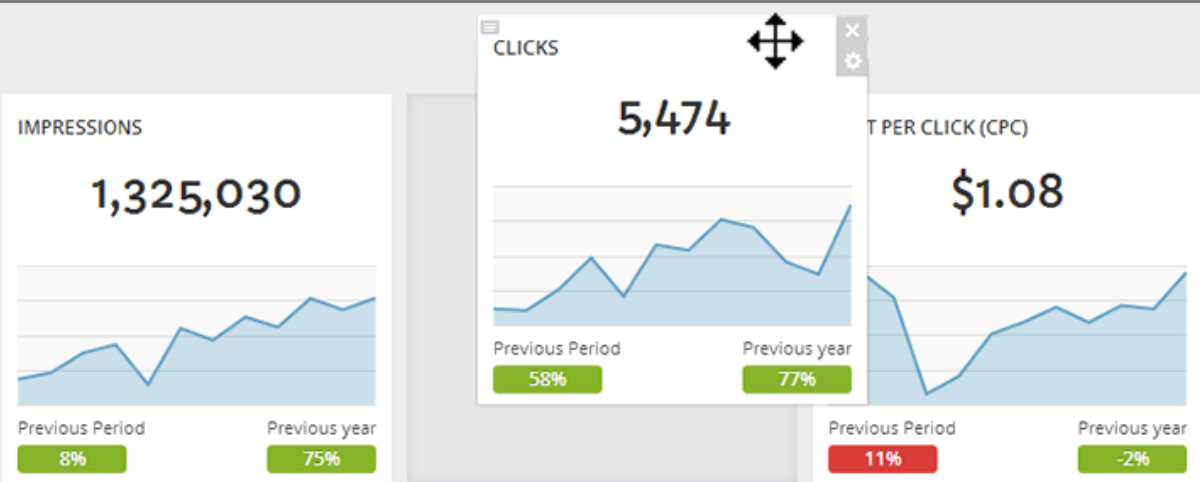 CLICKS
5,474
Previous Period Previous year
58% 77%
IMPRESSIONS
1,325,030
Previous Period Previous year
8% 75%
T PER CLICK (CPC)
$1.08
Previous Period Previous year
11% -2%